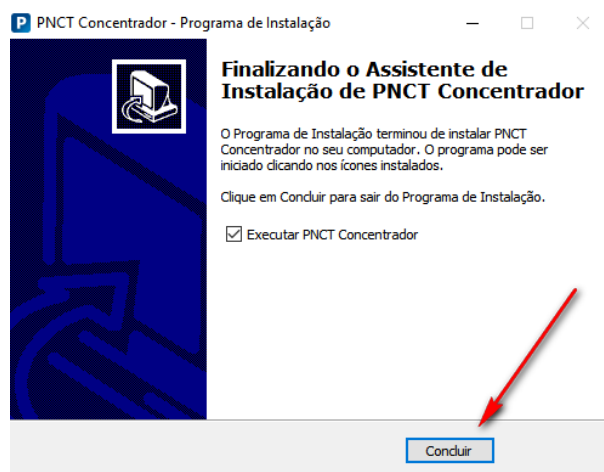 PNCT Concentrador - Programa de Instalação
Finalizando o Assistente de
Instalação de PNCT Concentrador
O Programa de Instalação terminou de instalar PNCT
Concentrador no seu computador. O programa pode ser
iniciado clicando nos ícones instalados.
Clique em Concluir para sair do Programa de Instalação.
Executar PNCT Concentrador
Concluir